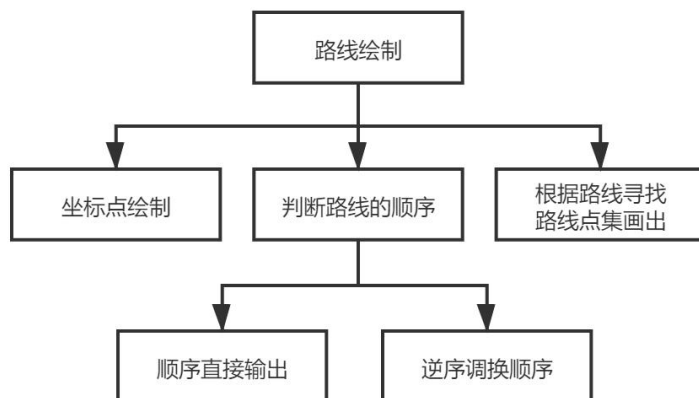 路线绘制
坐标点绘制
判断路线的顺序
根据路线寻找
路线点集画出
顺序直接输出
逆序调换顺序